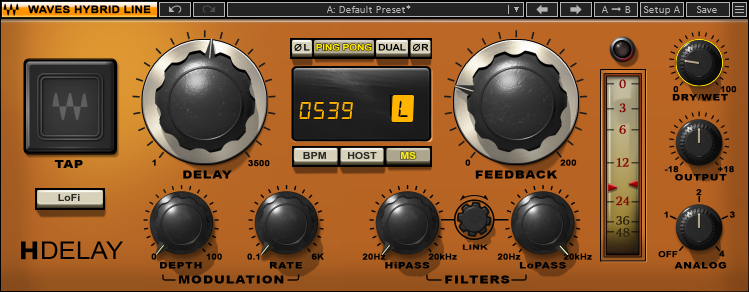 WAVES HYBRID LINE
A: Default Preset*
A → B
Setup A
Save
Ø L
PING PONG
DUAL
Ø R
0539 L
BPM
HOST
MS
TAP
LoFi
1
3500
DELAY
0
200
FEEDBACK
0
3
6
12
24
36
48
0
100
DRY/WET
-18
+18
OUTPUT
OFF
1
2
3
4
ANALOG
H DELAY
0
100
DEPTH
0.1
6K
RATE
MODULATION
20Hz
20kHz
HiPASS
LINK
20Hz
20kHz
LoPASS
FILTERS